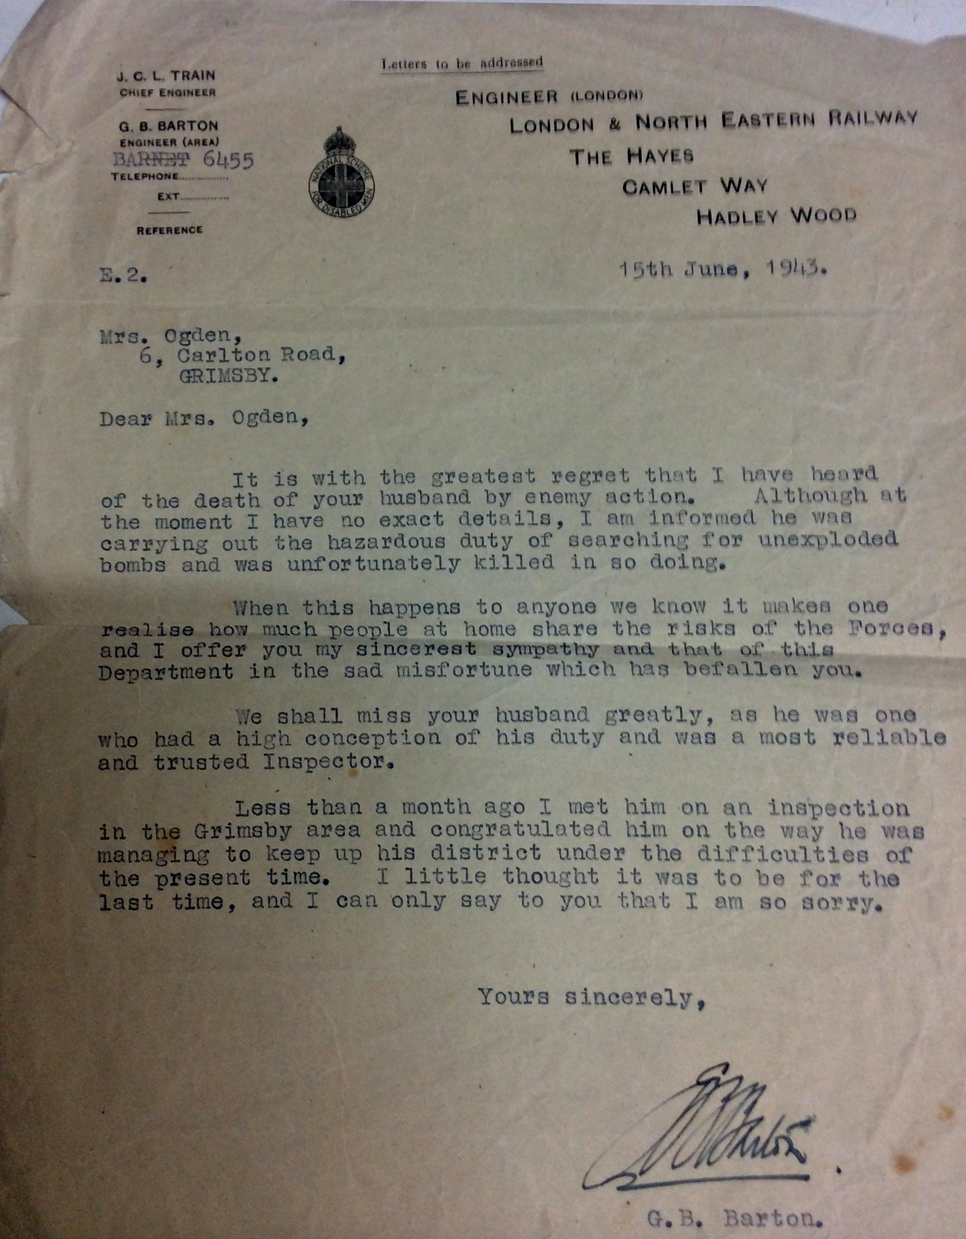 Letters to be addressed
J. C. L. TRAIN
CHIEF ENGINEER
G. B. BARTON
ENGINEER (AREA)
BARNET 6455
TELEPHONE..............
EXT..............
REFERENCE
NATIONAL SCHEME
FOR DISABLED MEN
ENGINEER (LONDON)
LONDON & NORTH EASTERN RAILWAY
THE HAYES
CAMLET WAY
HADLEY WOOD
E.2.
15th June, 1943.
Mrs. Ogden,
6, Carlton Road,
GRIMSBY.
Dear Mrs. Ogden,
It is with the greatest regret that I have heard
of the death of your husband by enemy action. Although at
the moment I have no exact details, I am informed he was
carrying out the hazardous duty of searching for unexploded
bombs and was unfortunately killed in so doing.
When this happens to anyone we know it makes one
realise how much people at home share the risks of the Forces,
and I offer you my sincerest sympathy and that of this
Department in the sad misfortune which has befallen you.
We shall miss your husband greatly, as he was one
who had a high conception of his duty and was a most reliable
and trusted Inspector.
Less than a month ago I met him on an inspection
in the Grimsby area and congratulated him on the way he was
managing to keep up his district under the difficulties of
the present time. I little thought it was to be for the
last time, and I can only say to you that I am so sorry.
Yours sincerely,
G B Barton
G.B. Barton.